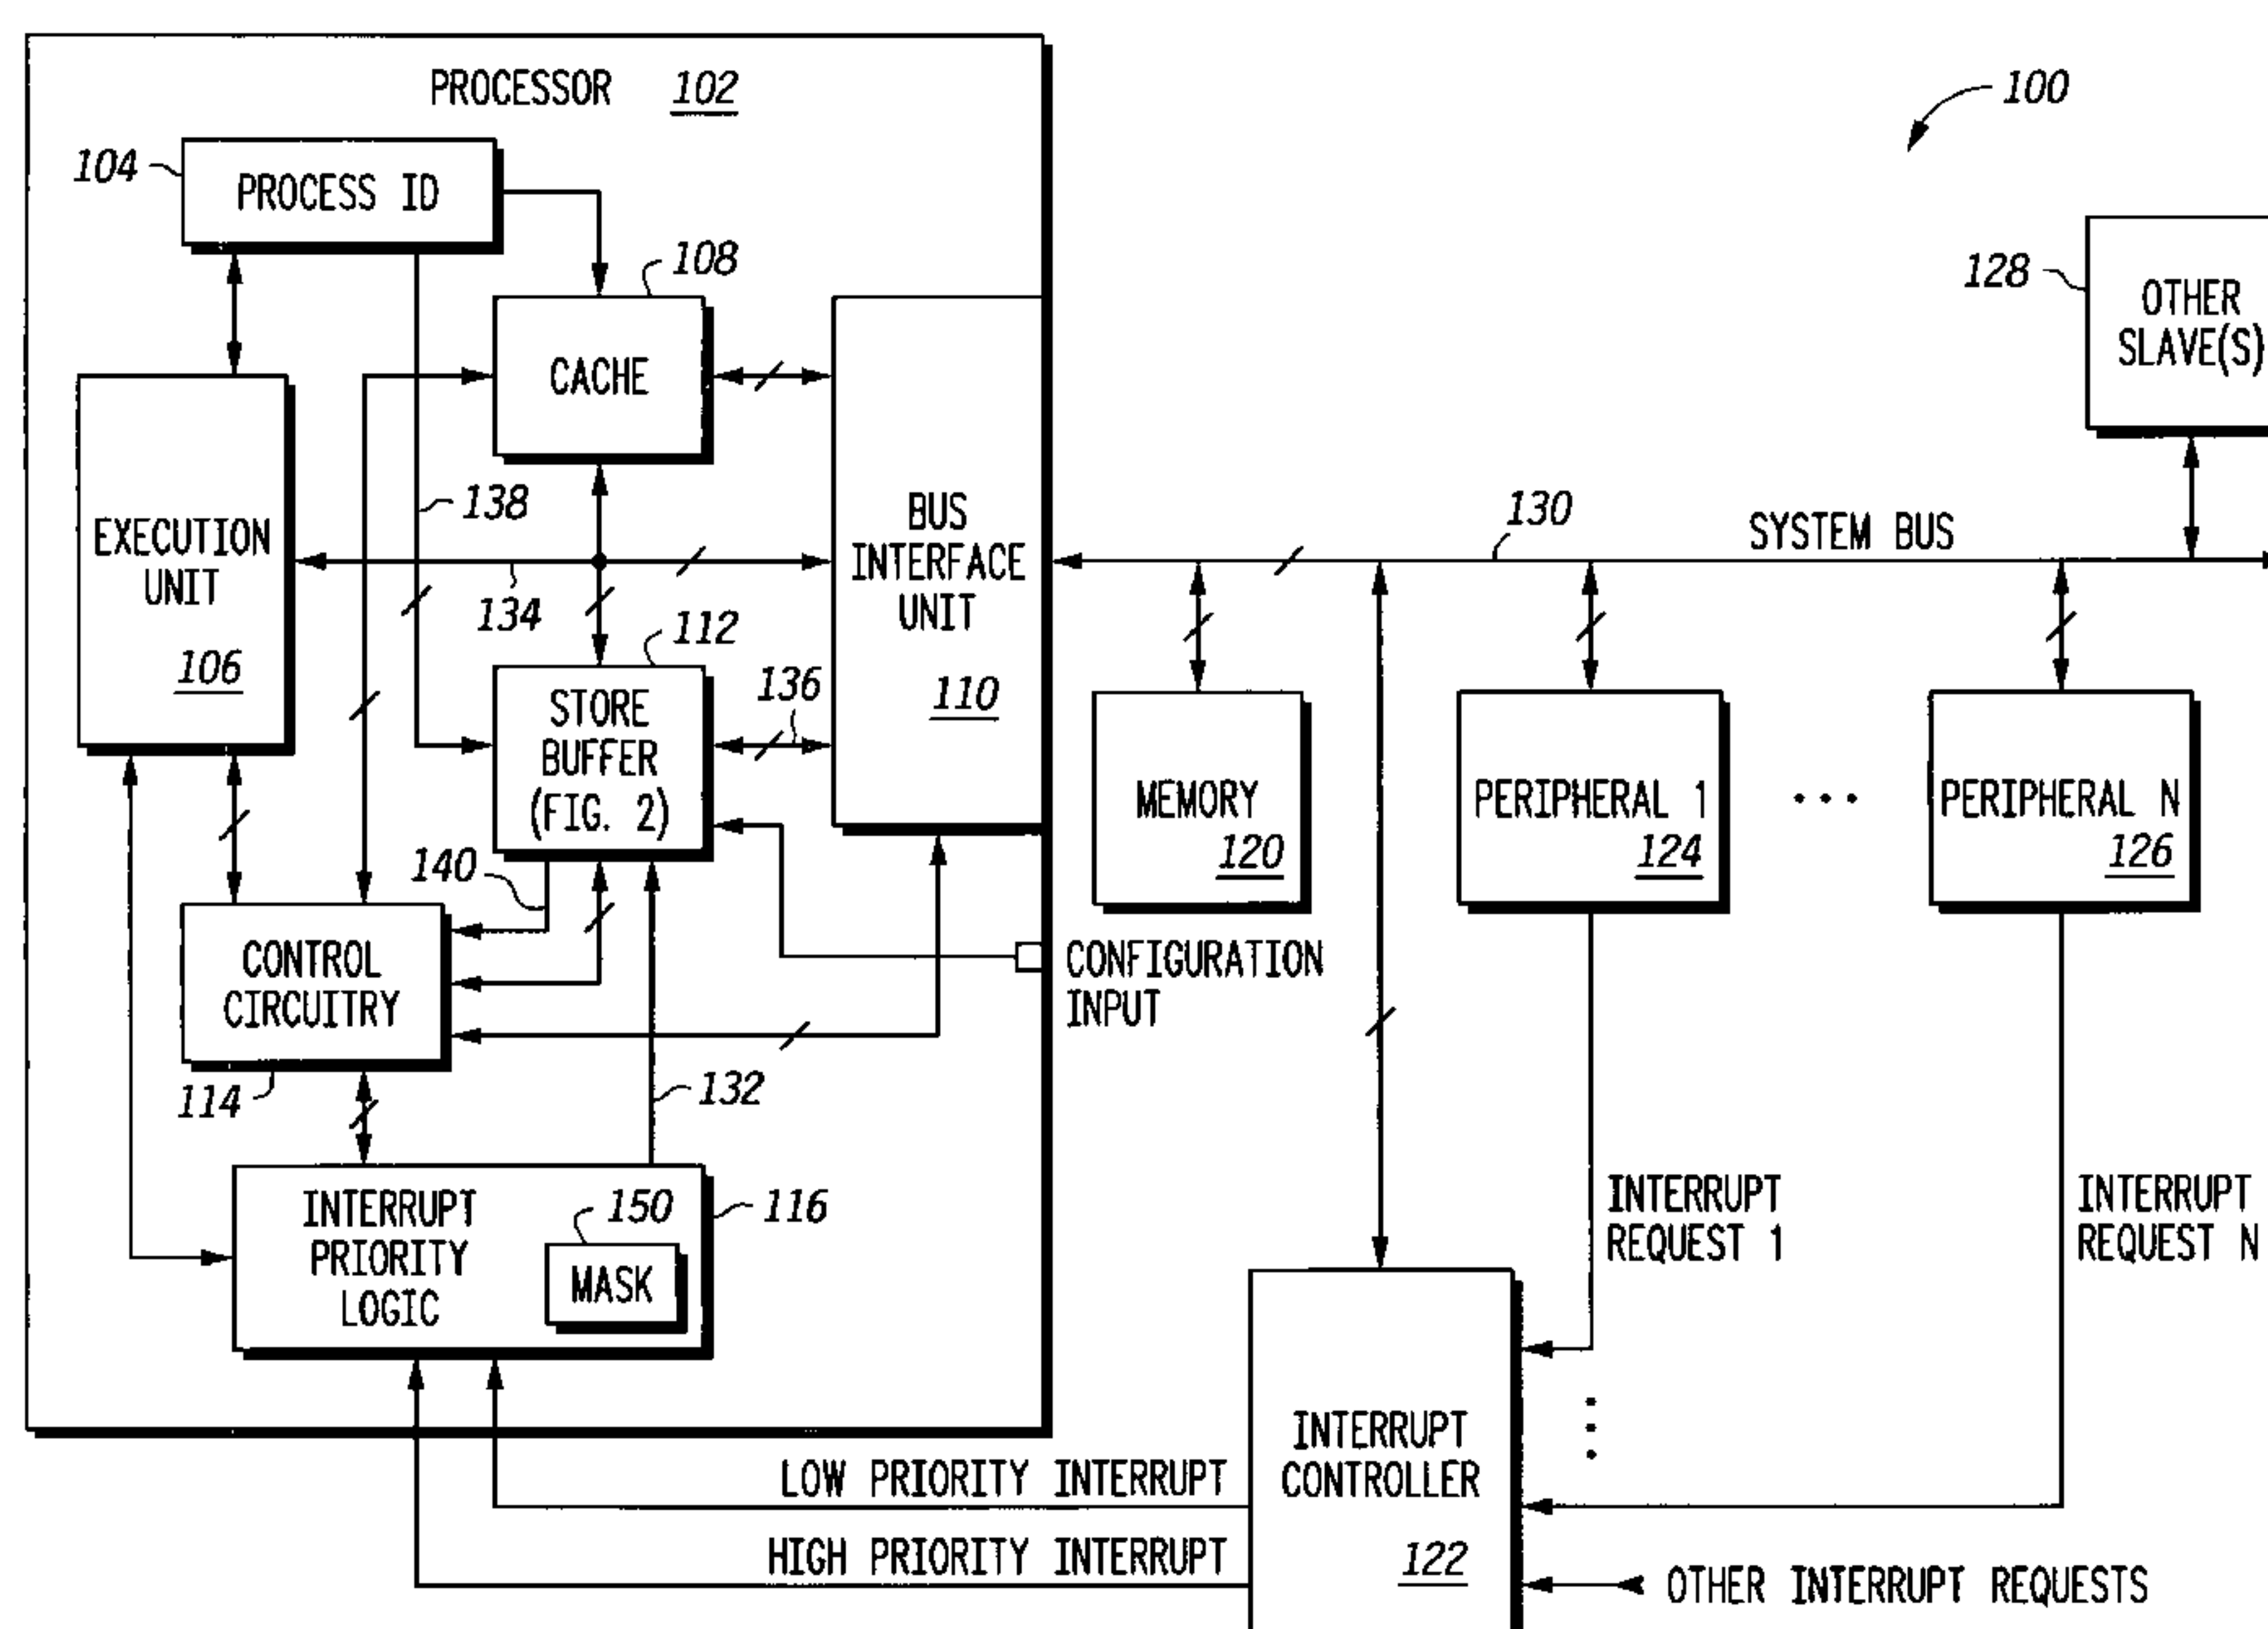 PROCESSOR 102
100
104
PROCESS ID
108
128
OTHER
SLAVE(S)
CACHE
138
130
SYSTEM BUS
BUS
INTERFACE
UNIT
110
EXECUTION
UNIT
106
134
112
136
STORE
BUFFER
(FIG. 2)
MEMORY
120
PERIPHERAL 1
124
• • •
PERIPHERAL N
126
140
CONTROL
CIRCUITRY
CONFIGURATION
INPUT
114
132
INTERRUPT
PRIORITY
LOGIC
150
MASK
116
INTERRUPT
REQUEST 1
INTERRUPT
REQUEST N
LOW PRIORITY INTERRUPT
HIGH PRIORITY INTERRUPT
INTERRUPT
CONTROLLER
122
OTHER INTERRUPT REQUESTS